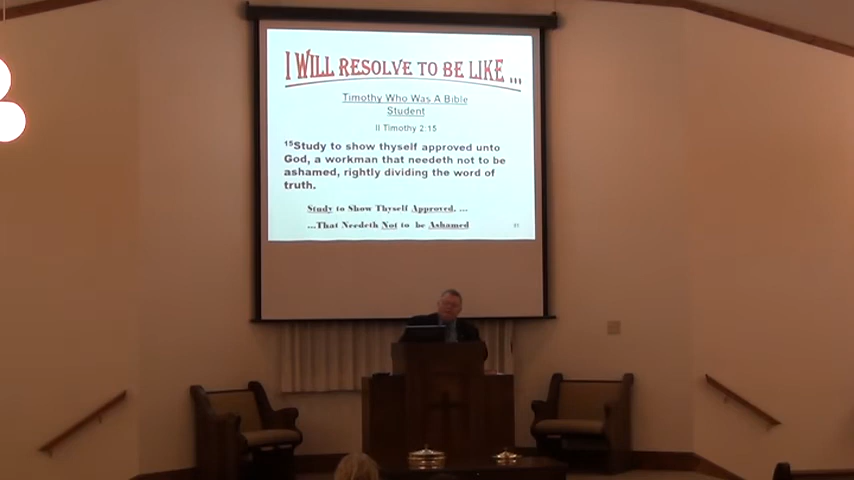 I WILL RESOLVE TO BE LIKE ...
Timothy Who Was A Bible
Student
II Timothy 2:15
15Study to show thyself approved unto
God, a workman that needeth not to be
ashamed, rightly dividing the word of
truth.
Study to Show Thyself Approved, ...
...That Needeth Not to be Ashamed